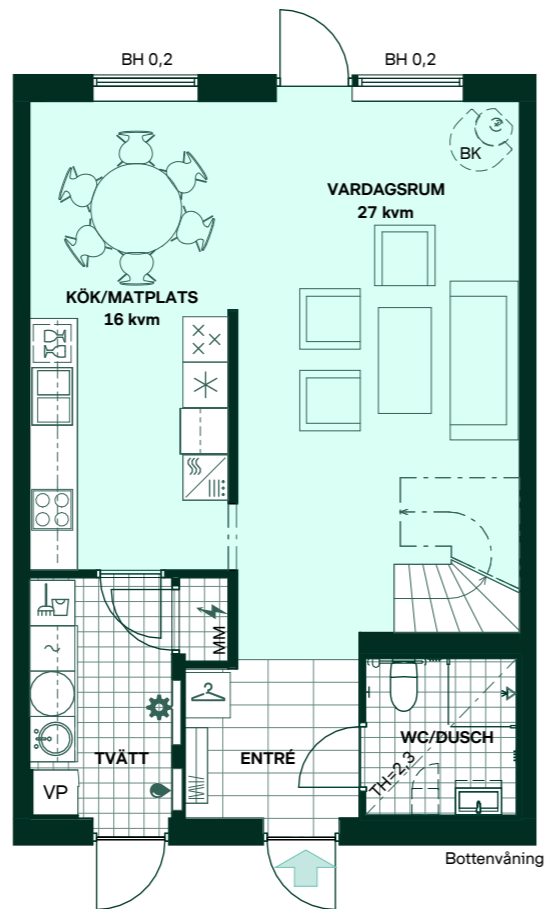 BH 0,2
BH 0,2
BK
VARDAGSRUM
27 kvm
KÖK/MATPLATS
16 kvm
MM
TVÄTT
ENTRÉ
WC/DUSCH
TH=2,3
VP
Bottenvåning